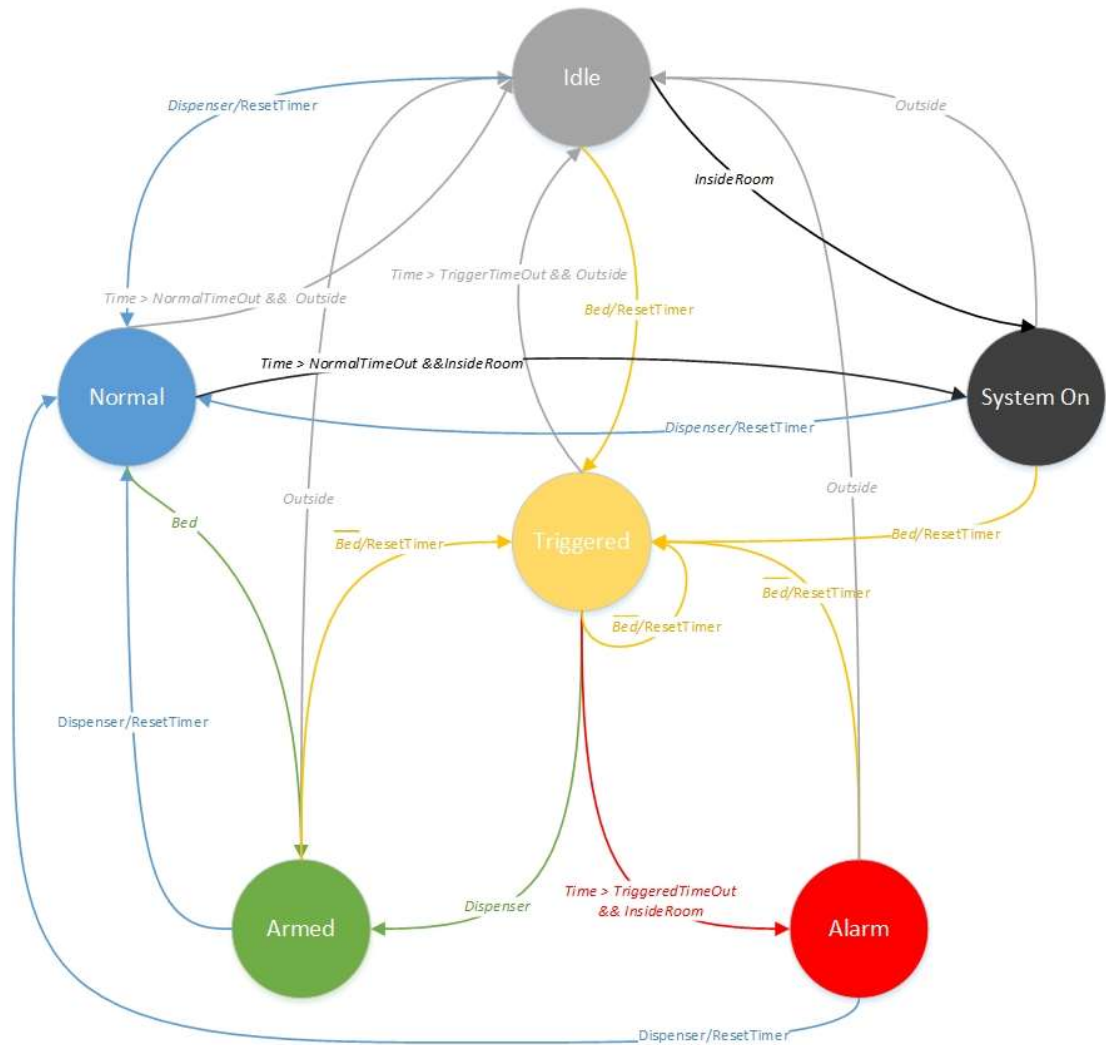 Idle
Dispenser/ResetTimer
Outside
InsideRoom
Time > TriggerTimeOut && Outside
Time > NormalTimeOut && Outside
Bed/ResetTimer
Time > NormalTimeOut &&InsideRoom
Normal
System On
Dispenser/ResetTimer
Outside
Outside
Bed
Bed/ResetTimer
Triggered
Bed/ResetTimer
Bed/ResetTimer
Bed/ResetTimer
Dispenser/ResetTimer
Time > TriggeredTimeOut
&& InsideRoom
Dispenser
Armed
Alarm
Dispenser/ResetTimer